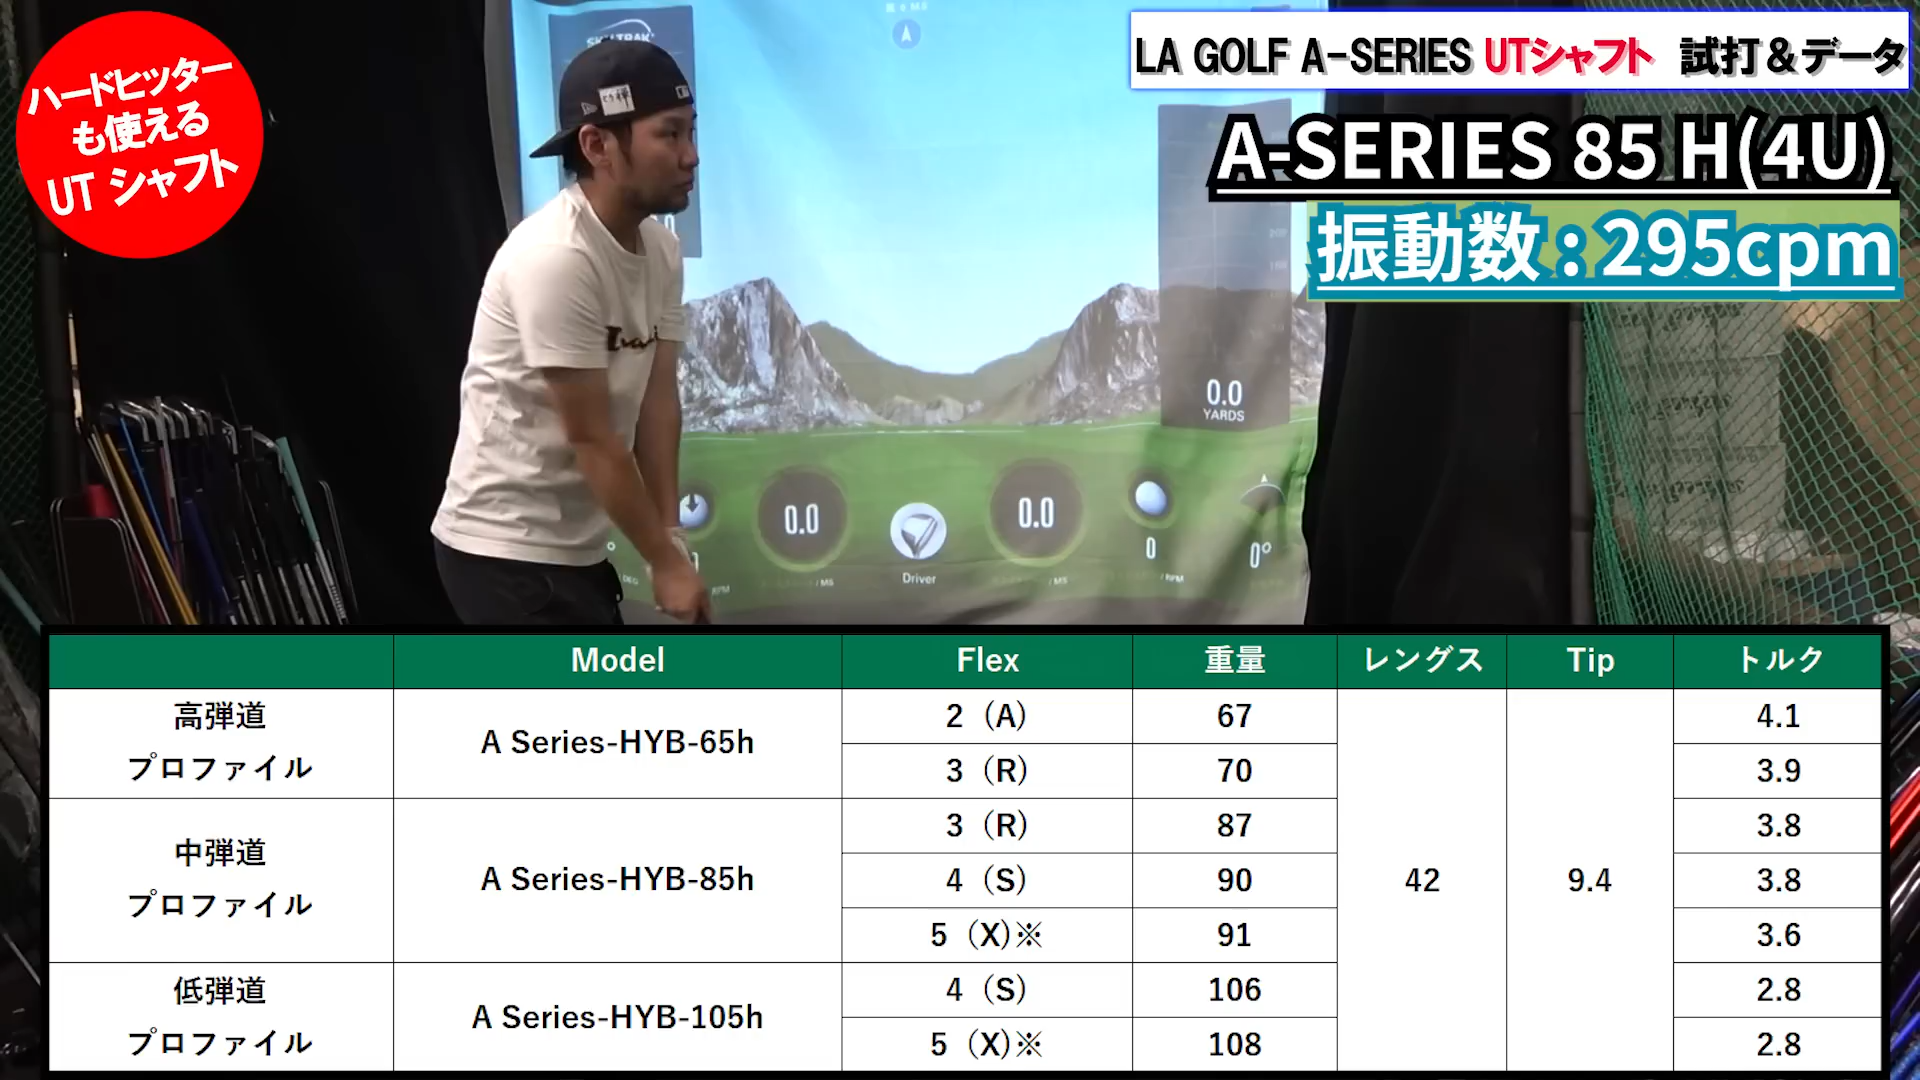 ハードヒッター
も使える
UT シャフト
LA GOLF A-SERIES UTシャフト 試打&データ
A-SERIES 85 H(4U)
振動数:295cpm
SKYTRAK
0.0
YARDS
0.0
Driver
0.0
0
0°
DEG
RPM
/ MS
/ MS
/ RPM
Model Flex 重量 レングス Tip トルク
高弾道
プロファイル
A Series-HYB-65h
2(A) 67 4.1
3(R) 70 3.9
中弾道
プロファイル
A Series-HYB-85h
3(R) 87 3.8
4(S) 90 42 9.4 3.8
5(X)※ 91 3.6
低弾道
プロファイル
A Series-HYB-105h
4(S) 106 2.8
5(X)※ 108 2.8